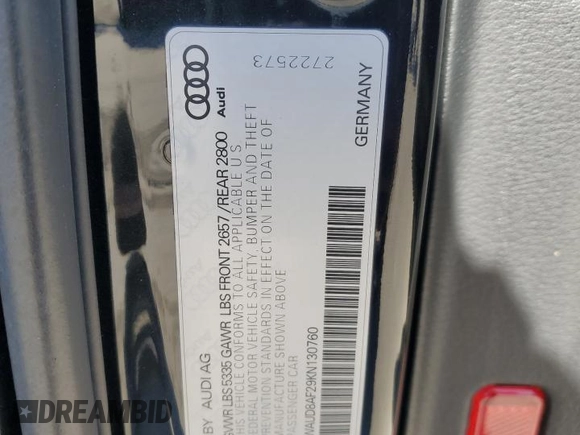 2722573
Audi
BY AUDI AG
GVWR LBS 5335 GAWR LBS FRONT 2657/REAR 2800
THIS VEHICLE CONFORMS TO ALL APPLICABLE U S
FEDERAL MOTOR VEHICLE SAFETY, BUMPER AND THEFT
PREVENTION STANDARDS IN EFFECT ON THE DATE OF
MANUFACTURE SHOWN ABOVE
PASSENGER CAR
GERMANY
WAUD8AF29KN130760
DREAMBID